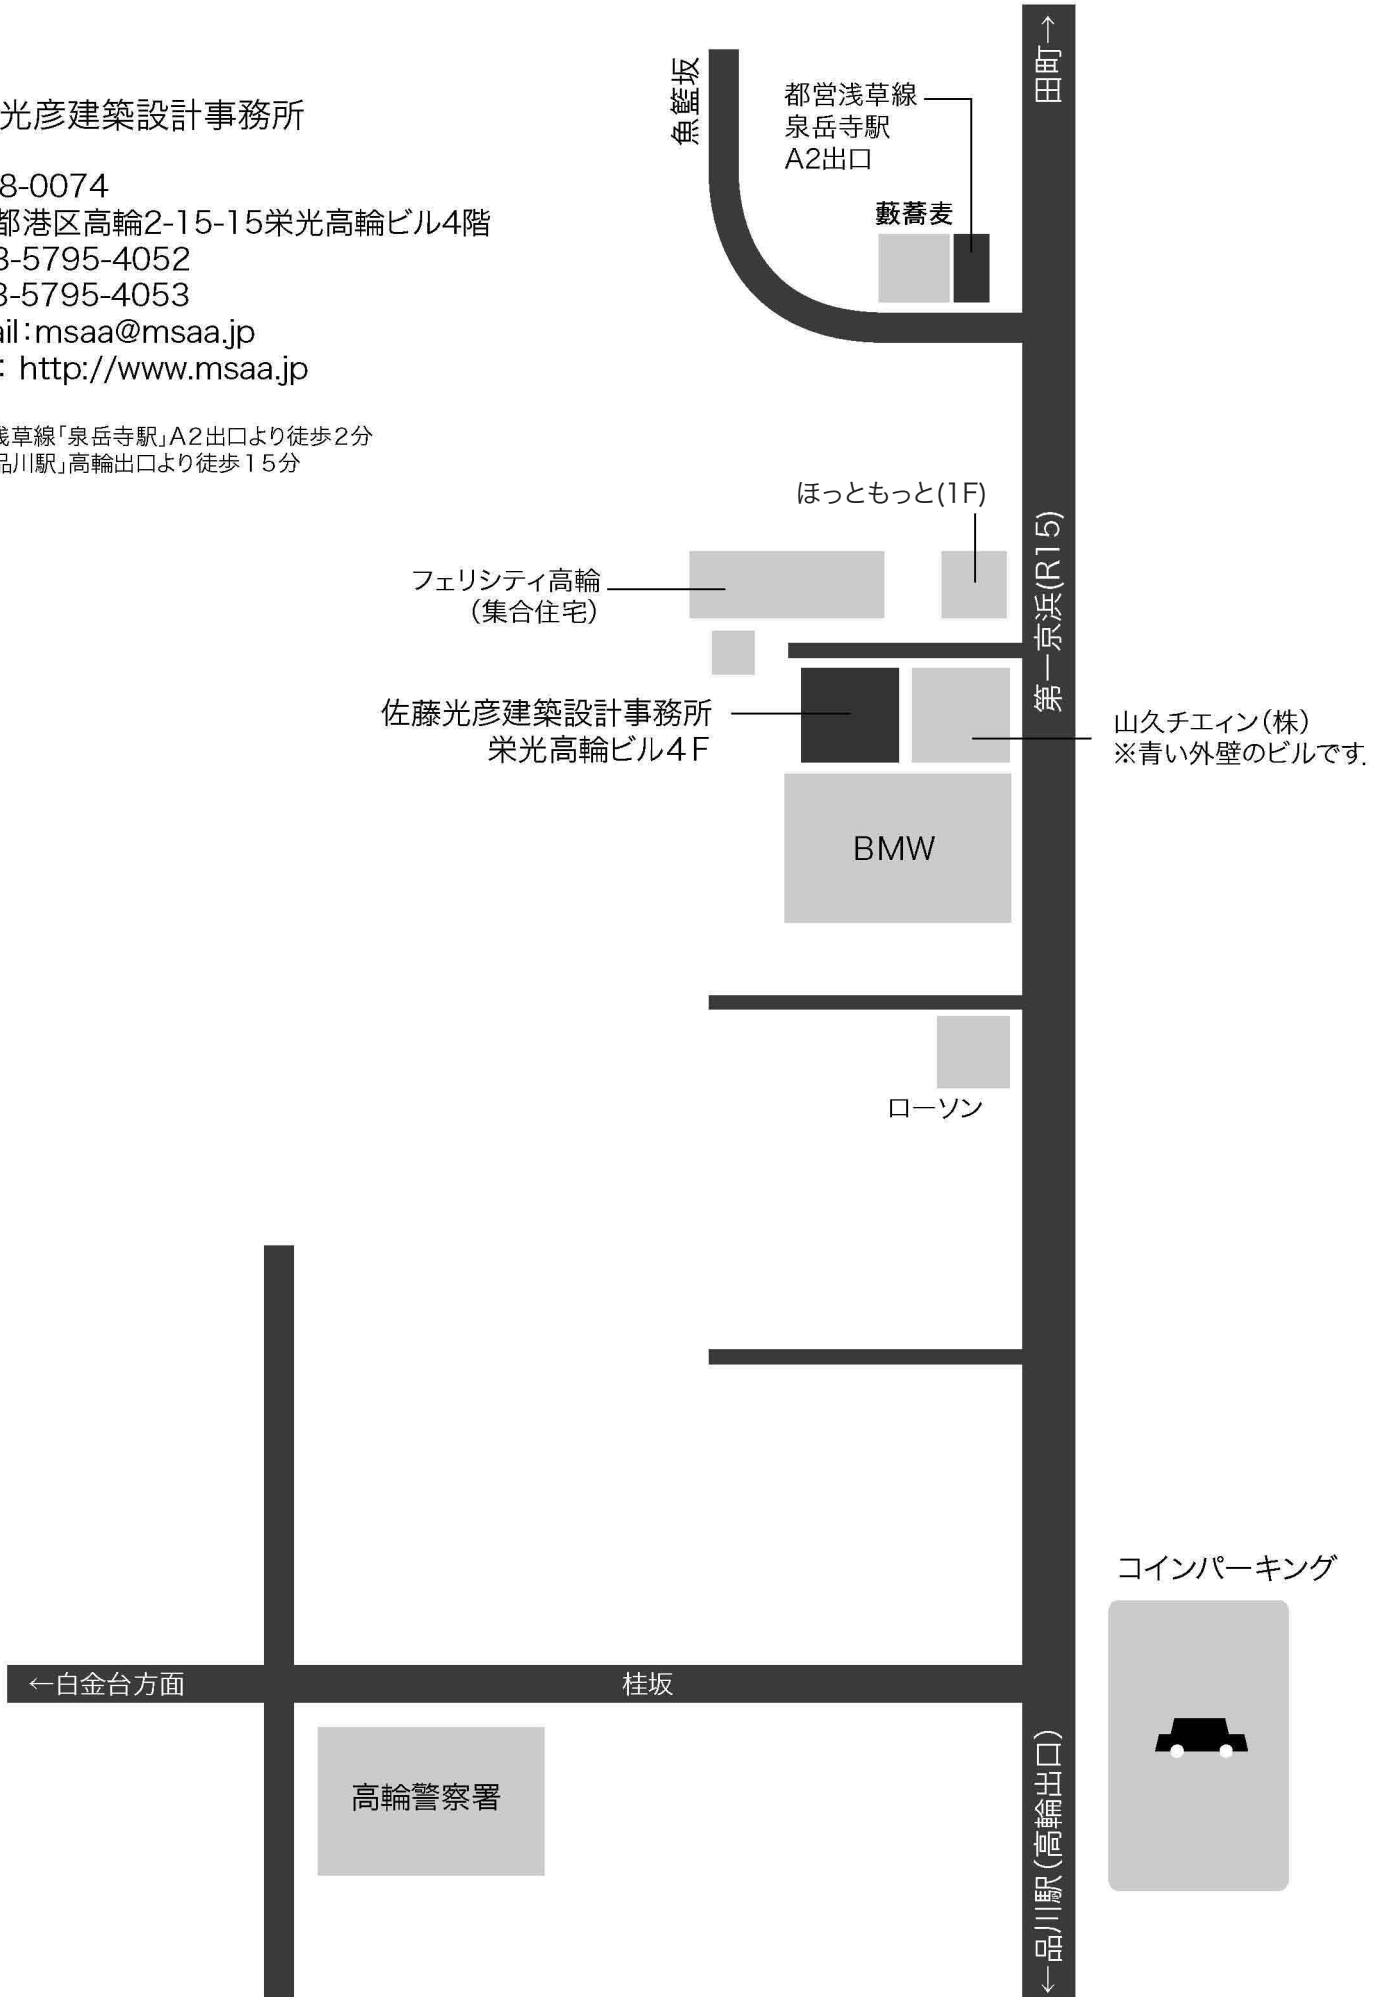 光彦建築設計事務所
8-0074
都港区高輪2-15-15栄光高輪ビル4階
3-5795-4052
3-5795-4053
ail：msaa@msaa.jp
： http://www.msaa.jp
浅草線「泉岳寺駅」A2出口より徒歩2分
品川駅」高輪出口より徒歩15分
魚籃坂
都営浅草線
泉岳寺駅
A2出口
藪蕎麦
田町→
ほっともっと(1F)
フェリシティ高輪
（集合住宅）
第一京浜(R15)
佐藤光彦建築設計事務所
栄光高輪ビル4F
山久チエィン（株）
※青い外壁のビルです.
BMW
ローソン
コインパーキング
←白金台方面
桂坂
高輪警察署
←品川駅（高輪出口）